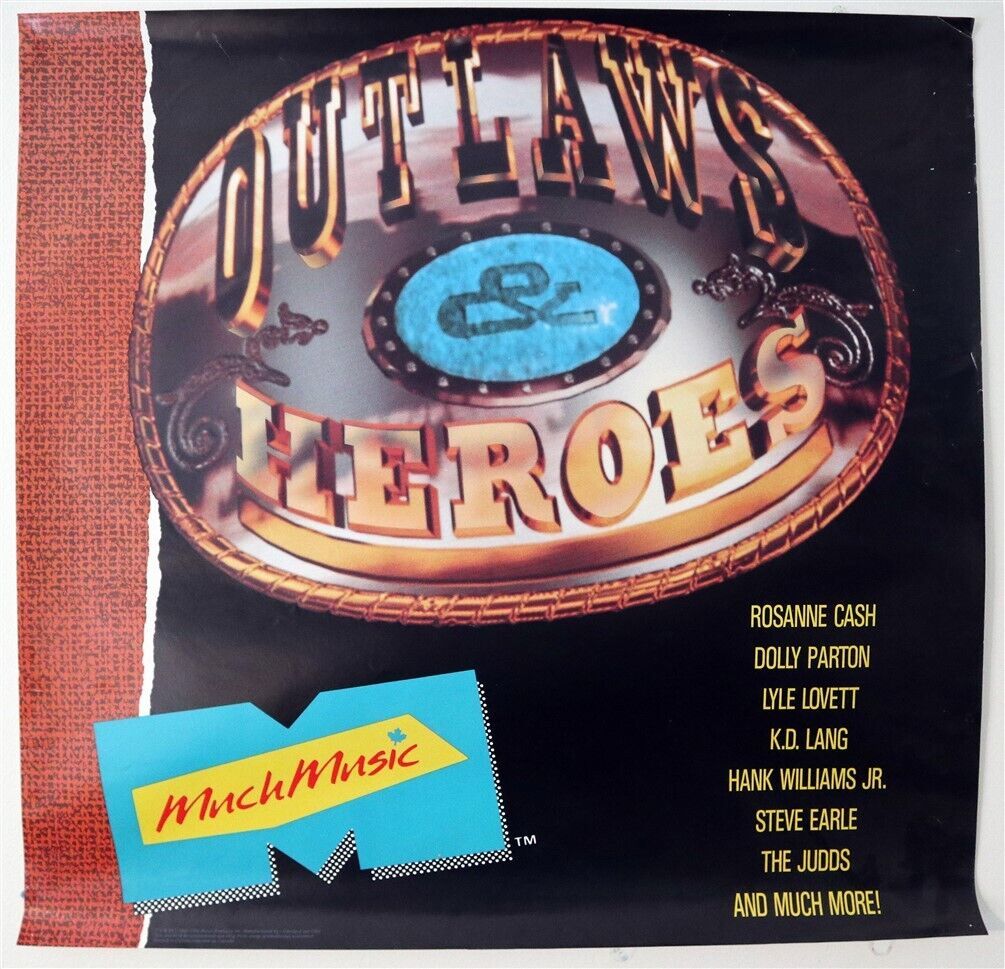 OUTLAWS
&
HEROES
ROSANNE CASH
DOLLY PARTON
LYLE LOVETT
K.D. LANG
HANK WILLIAMS JR.
STEVE EARLE
THE JUDDS
AND MUCH MORE!
MuchMusic
TM